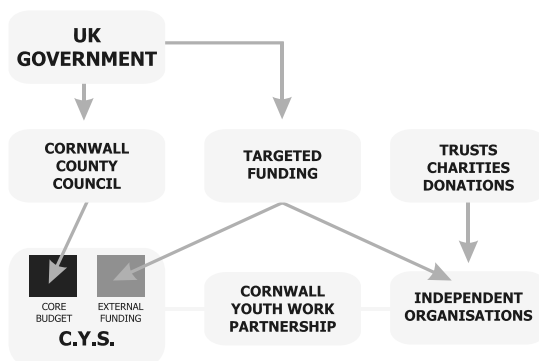 UK
GOVERNMENT
CORNWALL
COUNTY
COUNCIL
TARGETED
FUNDING
TRUSTS
CHARITIES
DONATIONS
CORE
BUDGET
EXTERNAL
FUNDING
C.Y.S.
CORNWALL
YOUTH WORK
PARTNERSHIP
INDEPENDENT
ORGANISATIONS